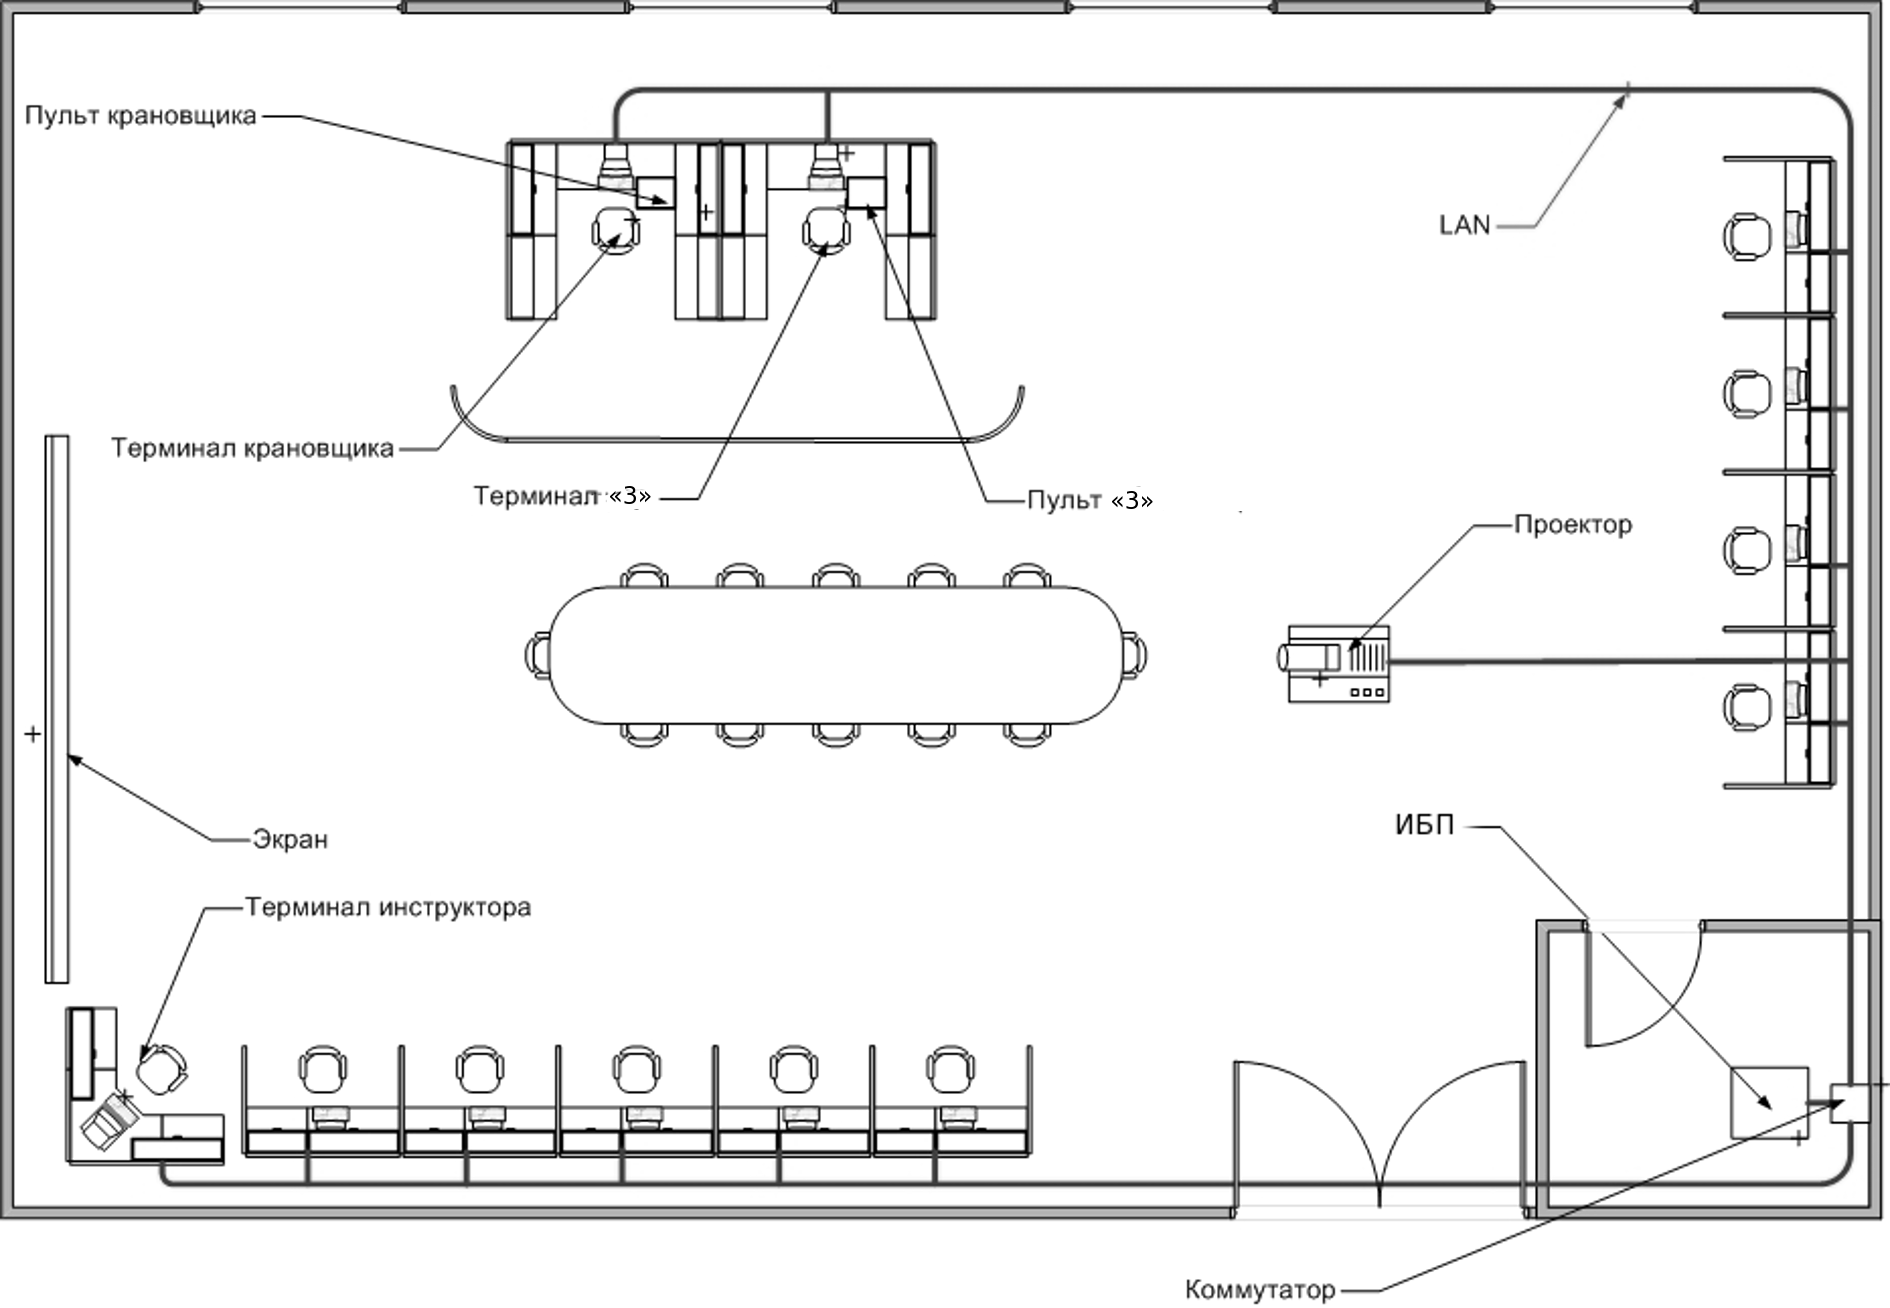 Пульт крановщика
LAN
Терминал крановщика
Терминал «3»
Пульт «3»
Проектор
ИБП
Экран
Терминал инструктора
Коммутатор